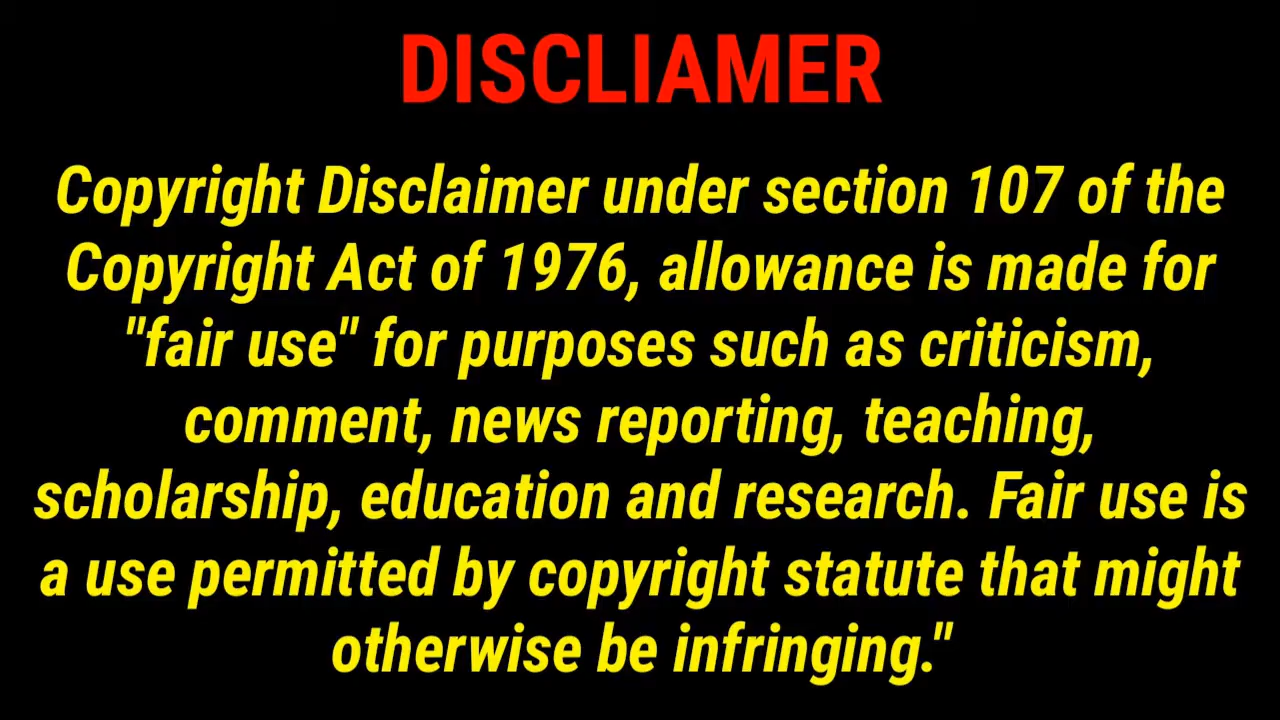 DISCLIAMER
Copyright Disclaimer under section 107 of the
Copyright Act of 1976, allowance is made for
"fair use" for purposes such as criticism,
comment, news reporting, teaching,
scholarship, education and research. Fair use is
a use permitted by copyright statute that might
otherwise be infringing."